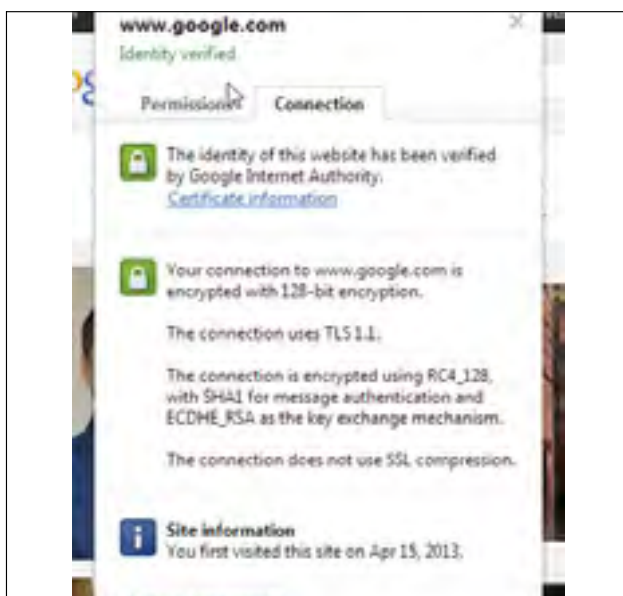 www.google.com
Identity verified
Permissions
Connection
The identity of this website has been verified
by Google Internet Authority.
Certificate information
Your connection to www.google.com is
encrypted with 128-bit encryption.
The connection uses TLS 1.1.
The connection is encrypted using RC4_128,
with SHA1 for message authentication and
ECDHE_RSA as the key exchange mechanism.
The connection does not use SSL compression.
Site information
You first visited this site on Apr 15, 2013.